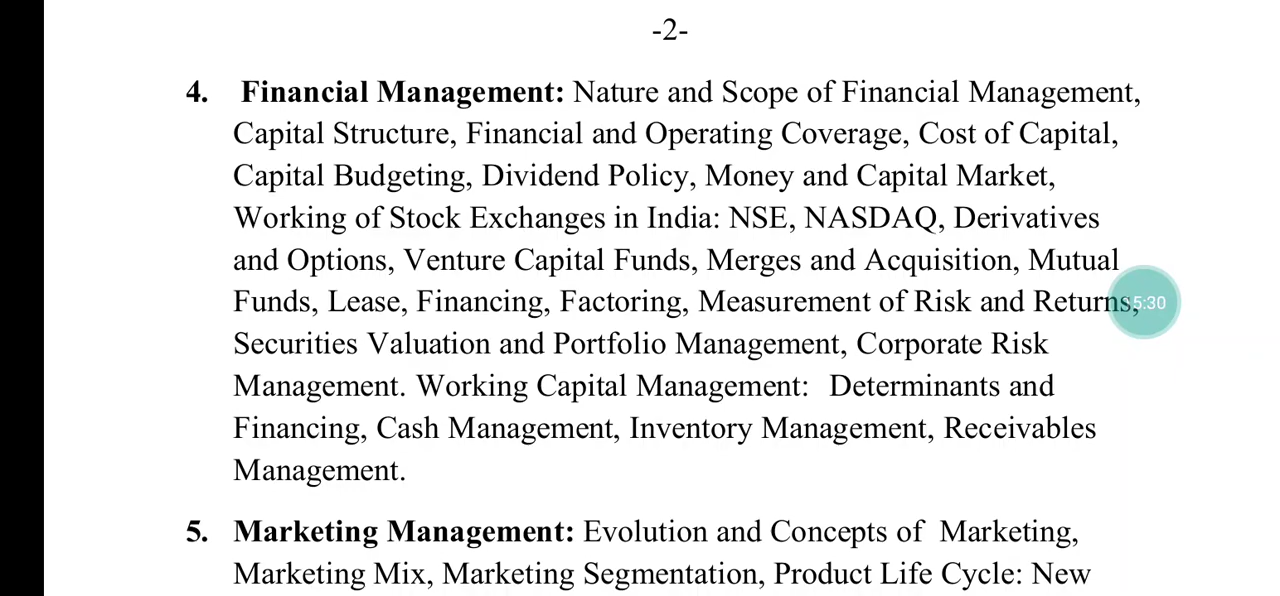 -2-
4. Financial Management: Nature and Scope of Financial Management,
Capital Structure, Financial and Operating Coverage, Cost of Capital,
Capital Budgeting, Dividend Policy, Money and Capital Market,
Working of Stock Exchanges in India: NSE, NASDAQ, Derivatives
and Options, Venture Capital Funds, Merges and Acquisition, Mutual
Funds, Lease, Financing, Factoring, Measurement of Risk and Returns,
5:30
Securities Valuation and Portfolio Management, Corporate Risk
Management. Working Capital Management: Determinants and
Financing, Cash Management, Inventory Management, Receivables
Management.
5. Marketing Management: Evolution and Concepts of Marketing,
Marketing Mix, Marketing Segmentation, Product Life Cycle: New